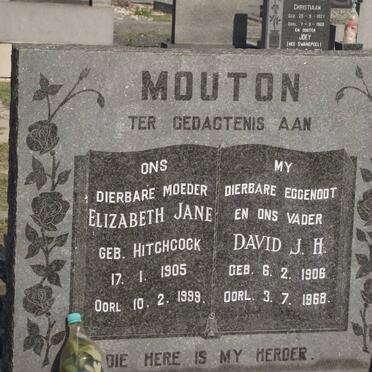 CHRISTIAAN
MOUTON
TER GEDAGTENIS AAN
ONS
DIERBARE MOEDER
ELIZABETH JANE
GEB. HITCHCOCK
17. 1. 1905
OORL 10. 2. 1999.
MY
DIERBARE EGGENOOT
EN ONS VADER
DAVID J. H.
GEB. 6. 2. 1906
OORL. 3. 7. 1968.
DIE HERE IS MY HERDER.